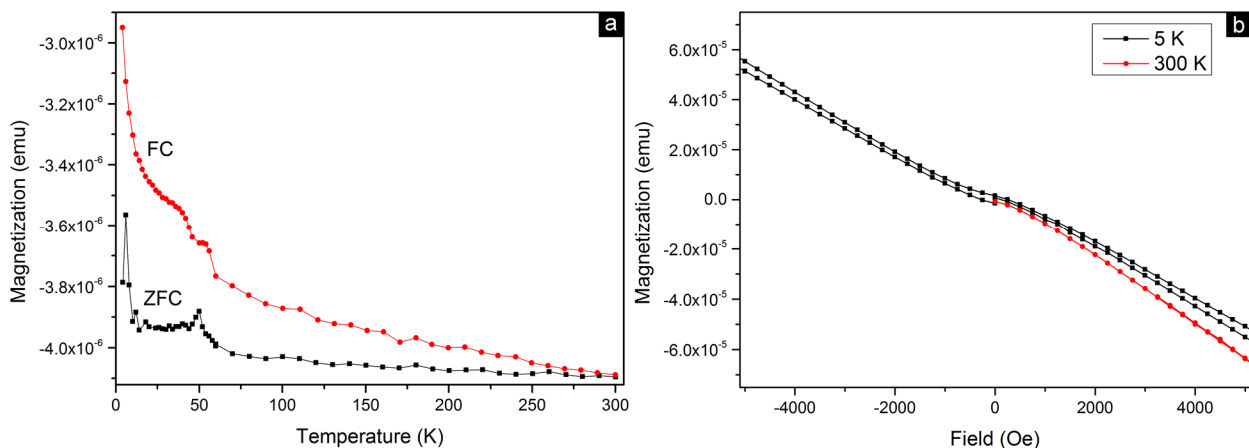 a
-3.0x10⁻⁶
-3.2x10⁻⁶
-3.4x10⁻⁶
-3.6x10⁻⁶
-3.8x10⁻⁶
-4.0x10⁻⁶
Magnetization (emu)
FC
ZFC
0 50 100 150 200 250 300
Temperature (K)
b
5 K
300 K
6.0x10⁻⁵
4.0x10⁻⁵
2.0x10⁻⁵
0.0
-2.0x10⁻⁵
-4.0x10⁻⁵
-6.0x10⁻⁵
Magnetization (emu)
-4000 -2000 0 2000 4000
Field (Oe)